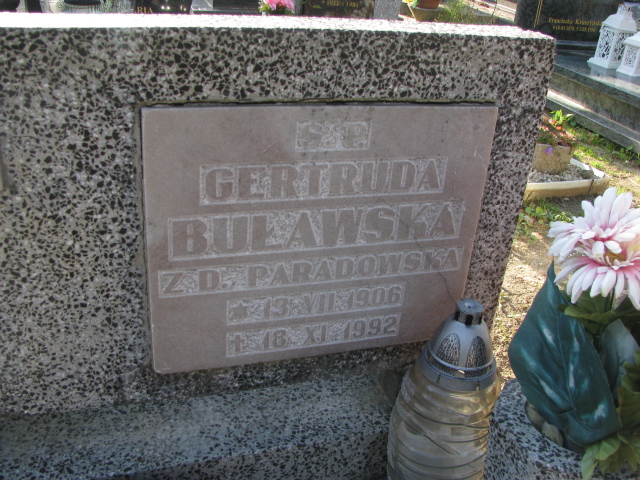 Ś.P.
GERTRUDA
BUŁAWSKA
Z D. PARADOWSKA
* 13 VII 1906
† 18 XI 1992